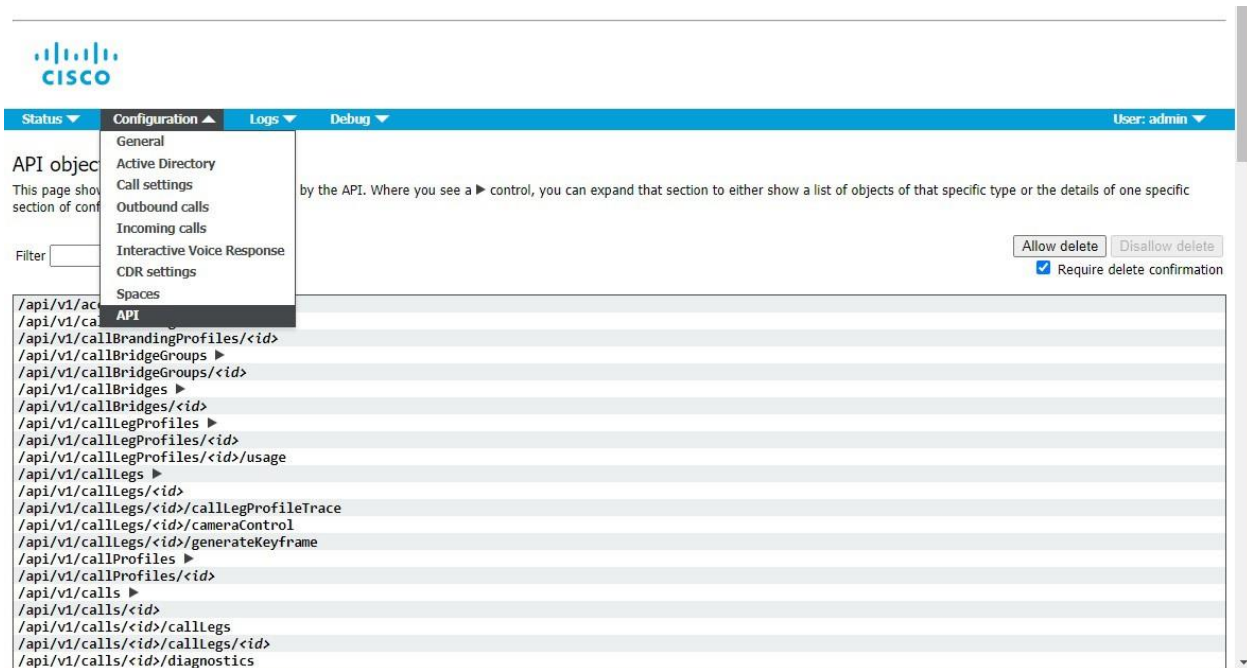 CISCO
Status Configuration Logs Debug User: admin
General
API objec Active Directory
This page show Call settings by the API. Where you see a ▶ control, you can expand that section to either show a list of objects of that specific type or the details of one specific
section of conf Outbound calls
Incoming calls
Filter Interactive Voice Response Allow delete Disallow delete
CDR settings Require delete confirmation
Spaces
/api/v1/acc
API
/api/v1/cal
/api/v1/callBrandingProfiles/<id>
/api/v1/callBridgeGroups ▶
/api/v1/callBridgeGroups/<id>
/api/v1/callBridges ▶
/api/v1/callBridges/<id>
/api/v1/callLegProfiles ▶
/api/v1/callLegProfiles/<id>
/api/v1/callLegProfiles/<id>/usage
/api/v1/callLegs ▶
/api/v1/callLegs/<id>
/api/v1/callLegs/<id>/callLegProfileTrace
/api/v1/callLegs/<id>/cameraControl
/api/v1/callLegs/<id>/generateKeyframe
/api/v1/callProfiles ▶
/api/v1/callProfiles/<id>
/api/v1/calls ▶
/api/v1/calls/<id>
/api/v1/calls/<id>/callLegs
/api/v1/calls/<id>/callLegs/<id>
/api/v1/calls/<id>/diagnostics